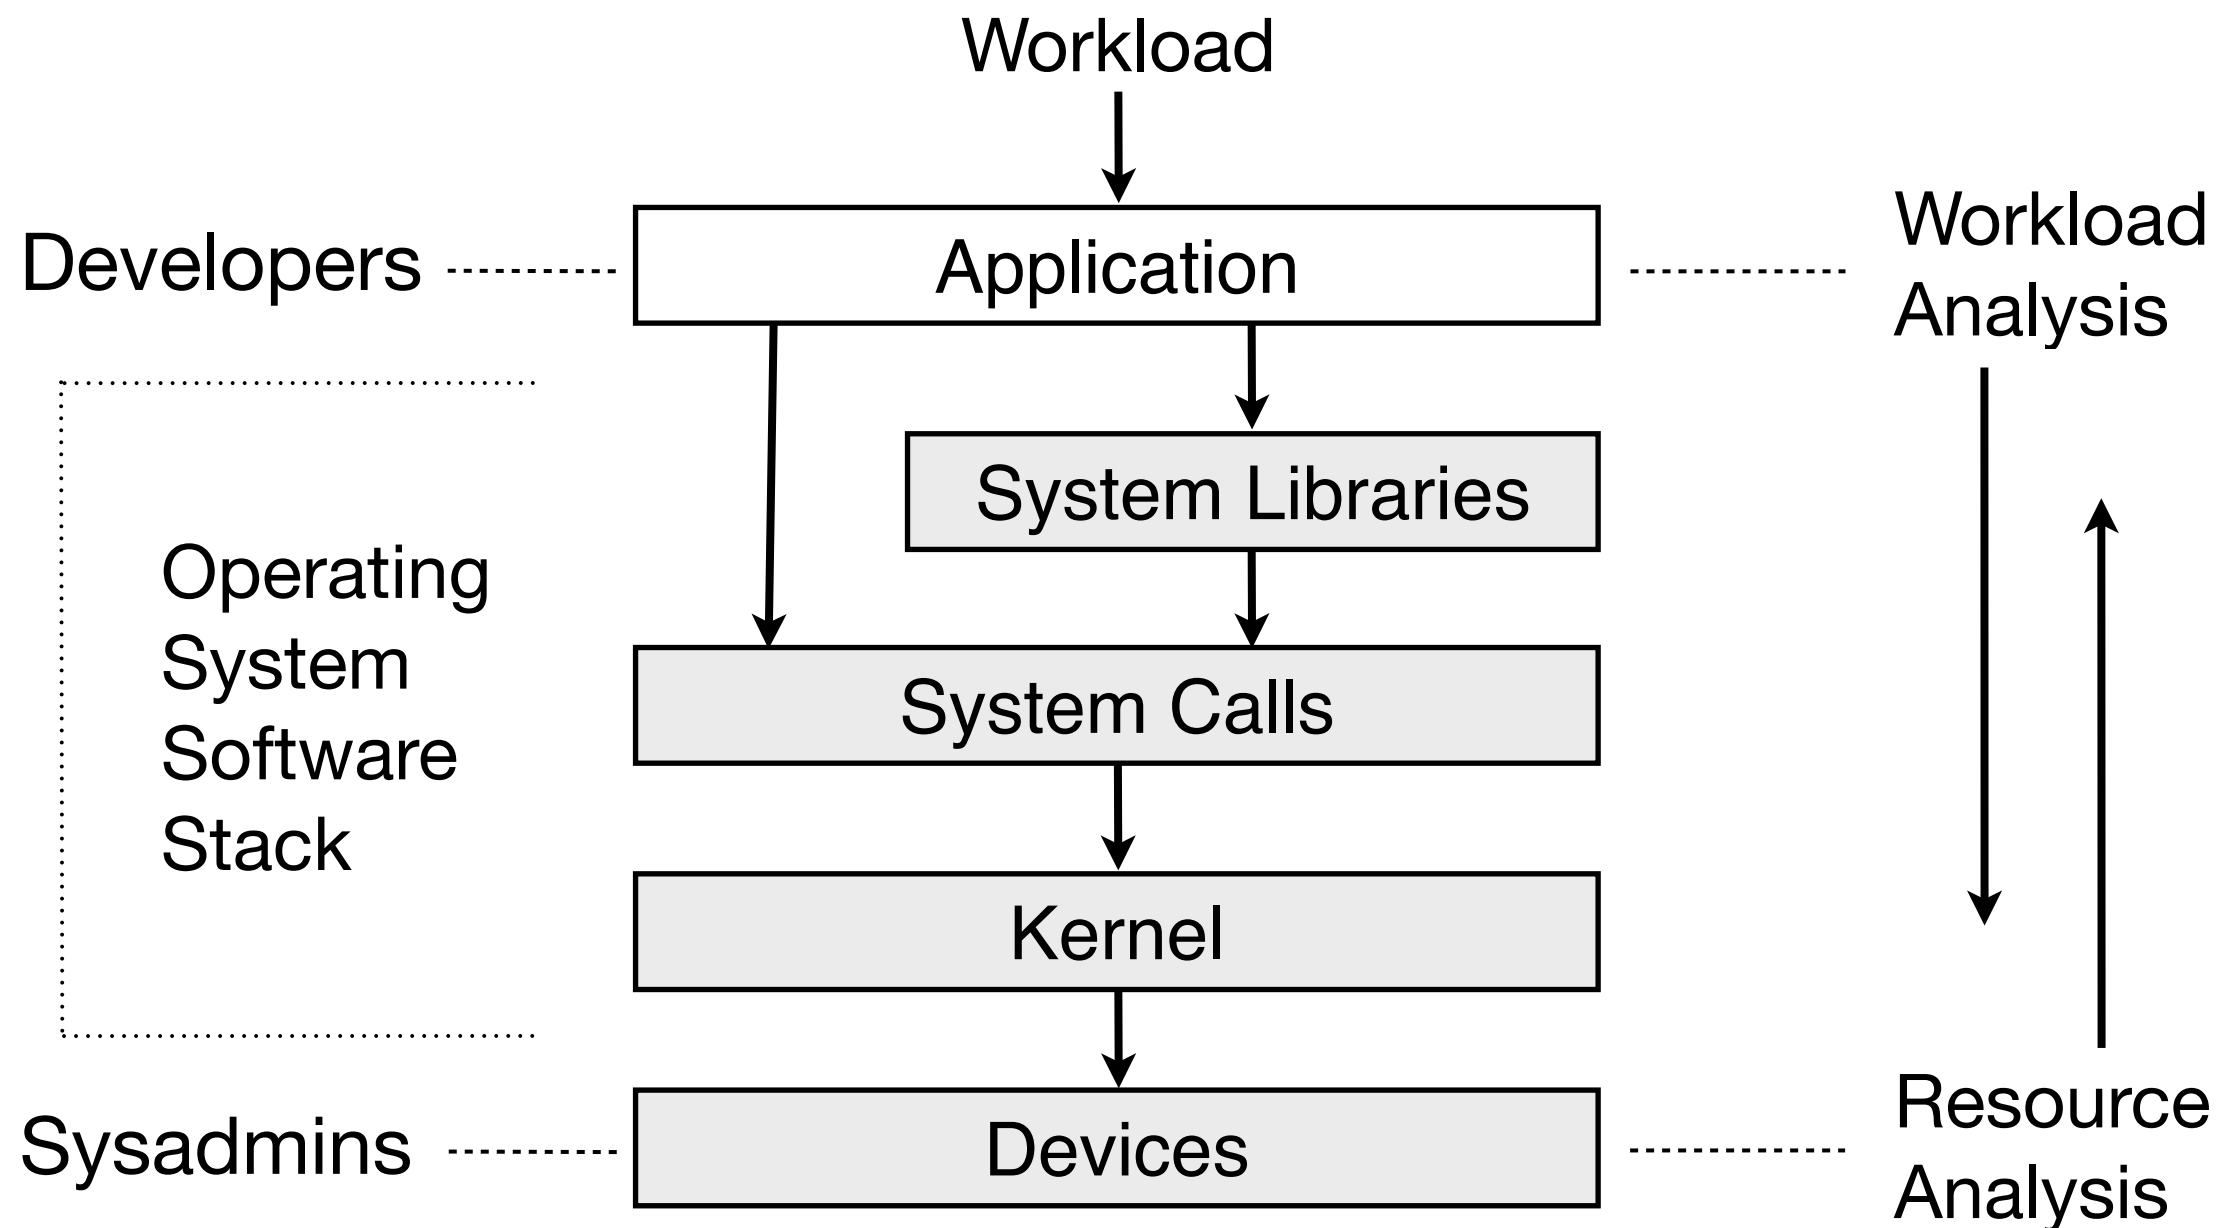 Workload
Developers
Application
Workload
Analysis
System Libraries
Operating
System
Software
Stack
System Calls
Kernel
Sysadmins
Devices
Resource
Analysis